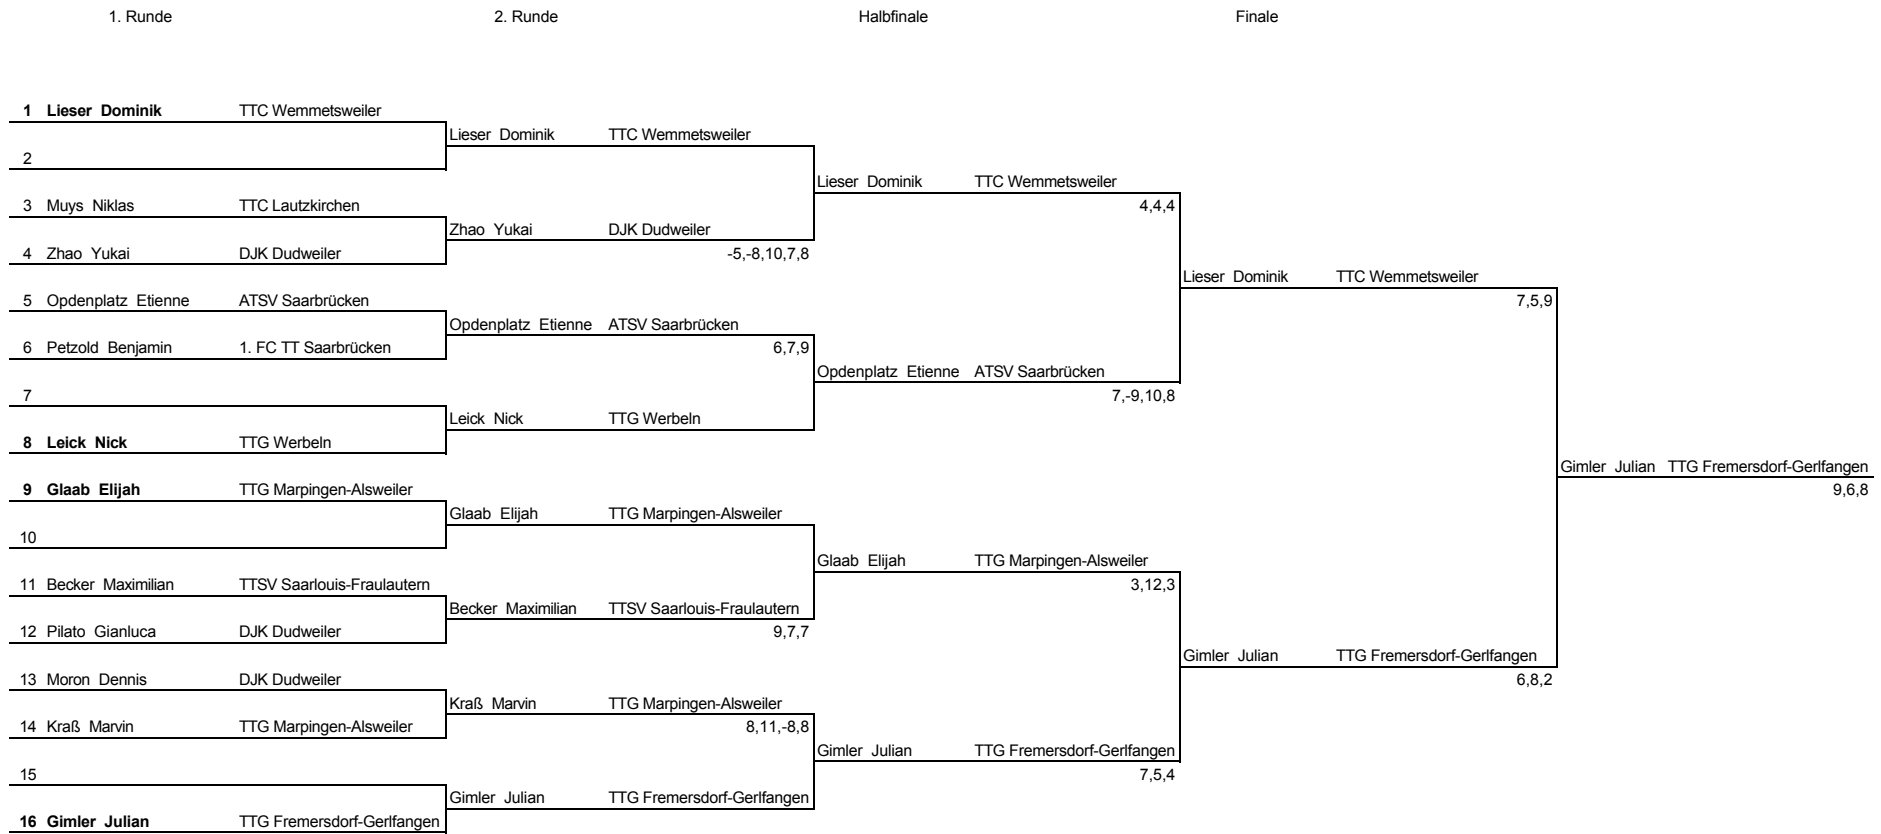 1. Runde 2. Runde Halbfinale Finale
1 Lieser Dominik TTC Wemmetsweiler
Lieser Dominik TTC Wemmetsweiler
2
Lieser Dominik TTC Wemmetsweiler
3 Muys Niklas TTC Lautzkirchen 4,4,4
Zhao Yukai DJK Dudweiler
4 Zhao Yukai DJK Dudweiler -5,-8,10,7,8
Lieser Dominik TTC Wemmetsweiler
5 Opdenplatz Etienne ATSV Saarbrücken 7,5,9
Opdenplatz Etienne ATSV Saarbrücken
6 Petzold Benjamin 1. FC TT Saarbrücken 6,7,9
Opdenplatz Etienne ATSV Saarbrücken
7 7,-9,10,8
Leick Nick TTG Werbeln
8 Leick Nick TTG Werbeln
Gimler Julian TTG Fremersdorf-Gerlfangen
9 Glaab Elijah TTG Marpingen-Alsweiler 9,6,8
Glaab Elijah TTG Marpingen-Alsweiler
10
Glaab Elijah TTG Marpingen-Alsweiler
11 Becker Maximilian TTSV Saarlouis-Fraulautern 3,12,3
Becker Maximilian TTSV Saarlouis-Fraulautern
12 Pilato Gianluca DJK Dudweiler 9,7,7
Gimler Julian TTG Fremersdorf-Gerlfangen
13 Moron Dennis DJK Dudweiler 6,8,2
Kraß Marvin TTG Marpingen-Alsweiler
14 Kraß Marvin TTG Marpingen-Alsweiler 8,11,-8,8
Gimler Julian TTG Fremersdorf-Gerlfangen
15 7,5,4
Gimler Julian TTG Fremersdorf-Gerlfangen
16 Gimler Julian TTG Fremersdorf-Gerlfangen